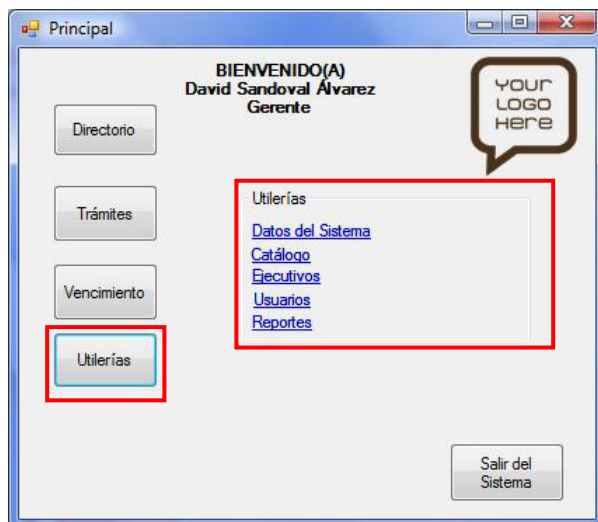 Principal
BIENVENIDO(A)
David Sandoval Álvarez
Gerente
YOUR
LOGO
HERE
Directorio
Trámites
Vencimiento
Utilerías
Utilerías
Datos del Sistema
Catálogo
Ejecutivos
Usuarios
Reportes
Salir del
Sistema